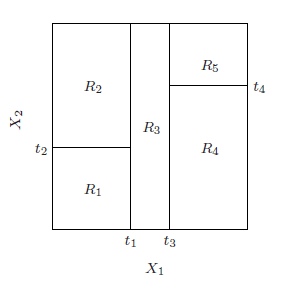 R₅
R₂
t₄
X₂
R₃
t₂
R₄
R₁
t₁ t₃
X₁